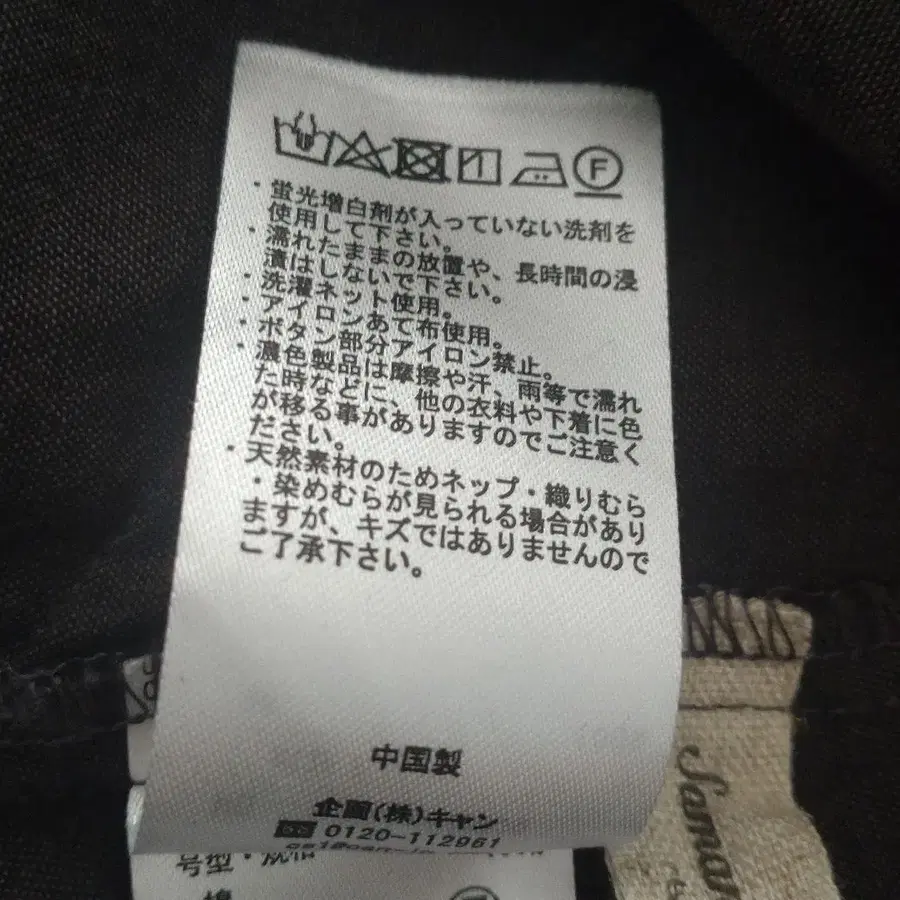 F
・蛍光増白剤が入っていない洗剤を
使用して下さい。
・濡れたままの放置や、長時間の浸
漬はしないで下さい。
・洗濯ネット使用。
・アイロンあて布使用。
・ボタン部分アイロン禁止。
・濃色製品は摩擦や汗、雨等で濡れ
た時などに、他の衣料や下着に色
が移る事がありますのでご注意く
ださい。
・天然素材のためネップ・織りむら
・染めむらが見られる場合があり
ますが、キズではありませんので
ご了承下さい。
中国製
企画(株)キャン
0120-112961
号型・规格
棉
Saman